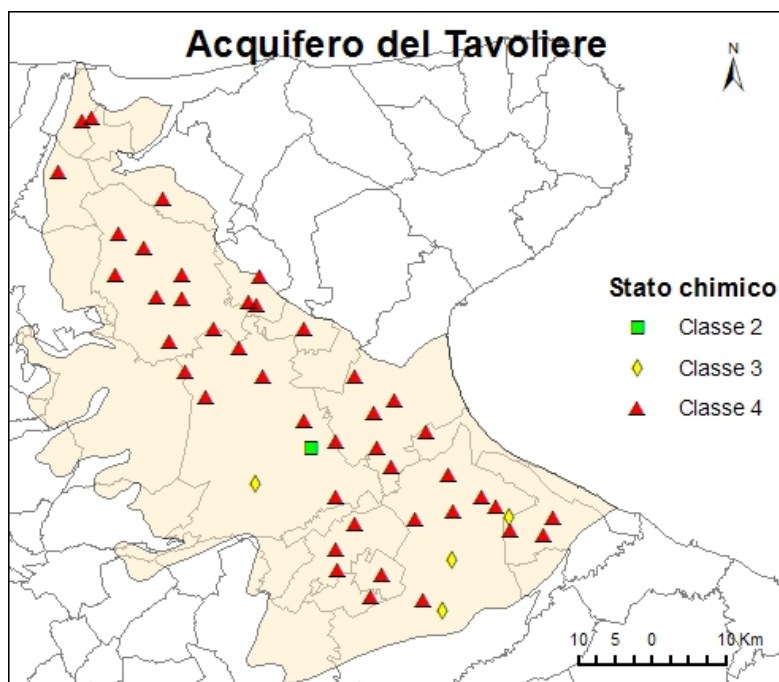 Acquifero del Tavoliere
N
Stato chimico
Classe 2
Classe 3
Classe 4
10 5 0 10 Km